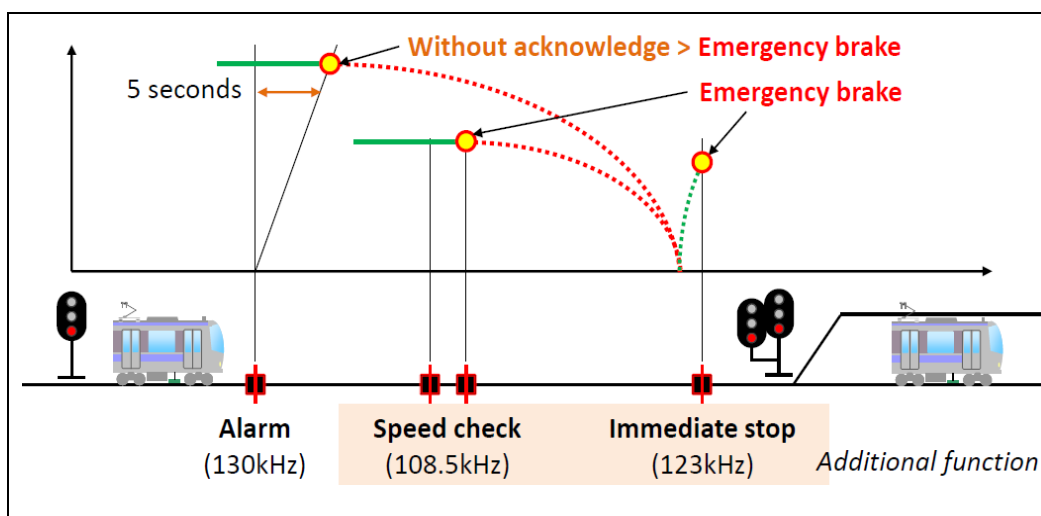 Without acknowledge > Emergency brake
5 seconds
Emergency brake
Alarm
(130kHz)
Speed check
(108.5kHz)
Immediate stop
(123kHz)
Additional function